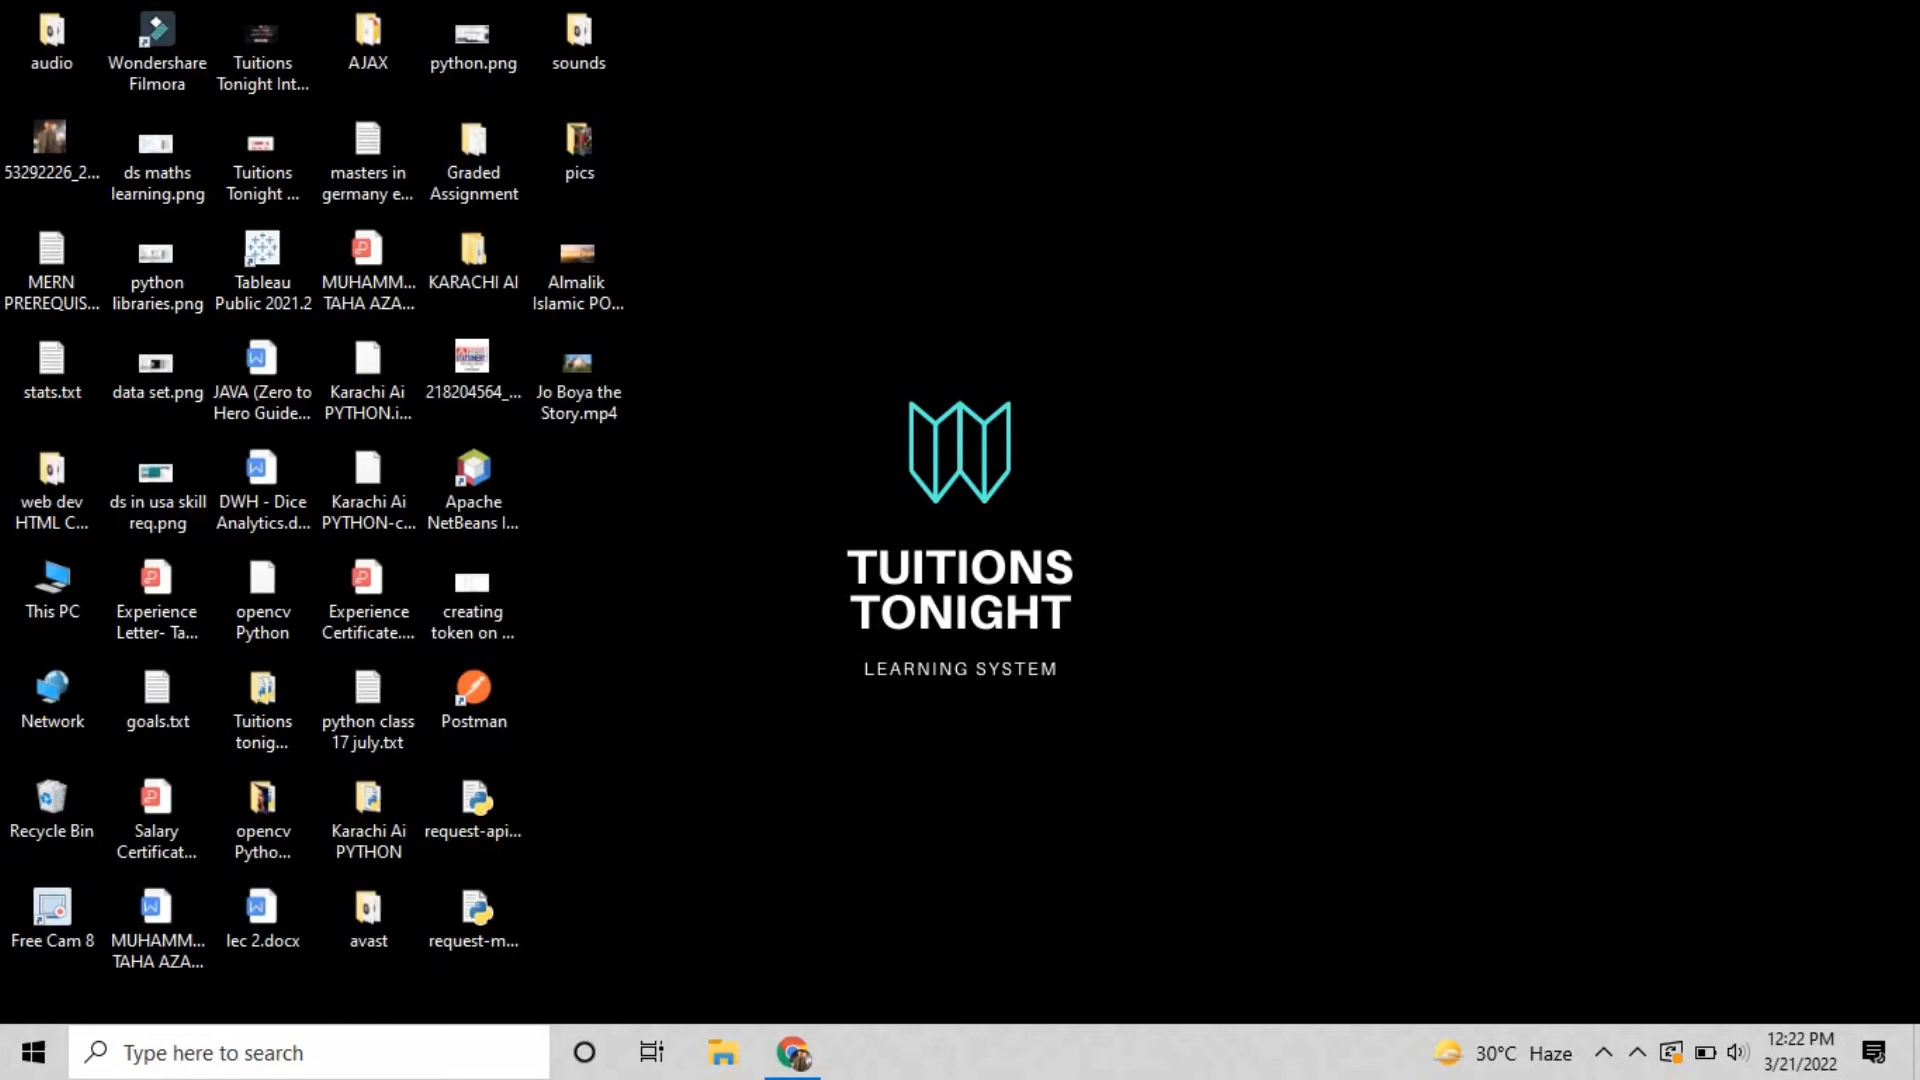 audio
Wondershare
Filmora
Tuitions
Tonight Int...
AJAX
python.png
sounds
53292226_2...
ds maths
learning.png
Tuitions
Tonight ...
masters in
germany e...
Graded
Assignment
pics
MERN
PREREQUIS...
python
libraries.png
Tableau
Public 2021.2
MUHAMM...
TAHA AZA...
KARACHI AI
Almalik
Islamic PO...
stats.txt
data set.png
JAVA (Zero to
Hero Guide...
Karachi Ai
PYTHON.i...
218204564_...
Jo Boya the
Story.mp4
web dev
HTML C...
ds in usa skill
req.png
DWH - Dice
Analytics.d...
Karachi Ai
PYTHON-c...
Apache
NetBeans I...
This PC
Experience
Letter- Ta...
opencv
Python
Experience
Certificate....
creating
token on ...
Network
goals.txt
Tuitions
tonig...
python class
17 july.txt
Postman
Recycle Bin
Salary
Certificat...
opencv
Pytho...
Karachi Ai
PYTHON
request-api...
Free Cam 8
MUHAMM...
TAHA AZA...
lec 2.docx
avast
request-m...
TUITIONS
TONIGHT
LEARNING SYSTEM
Type here to search
30°C Haze
12:22 PM
3/21/2022